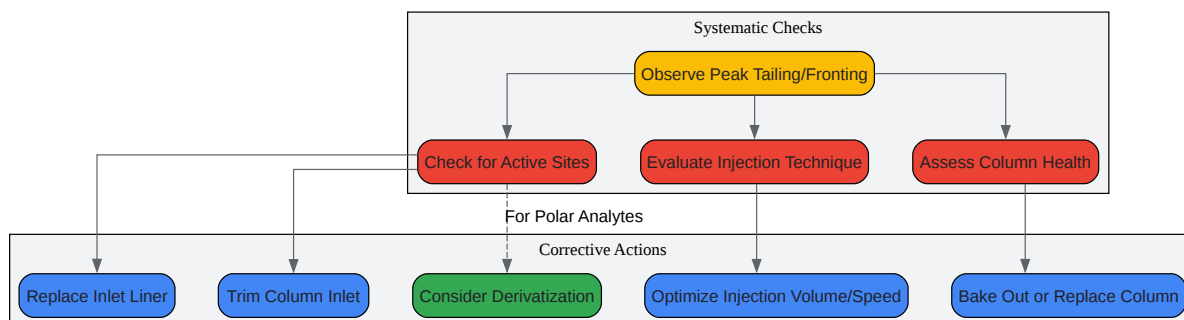 Systematic Checks
Observe Peak Tailing/Fronting
Check for Active Sites
Evaluate Injection Technique
Assess Column Health
For Polar Analytes
Corrective Actions
Replace Inlet Liner
Trim Column Inlet
Consider Derivatization
Optimize Injection Volume/Speed
Bake Out or Replace Column